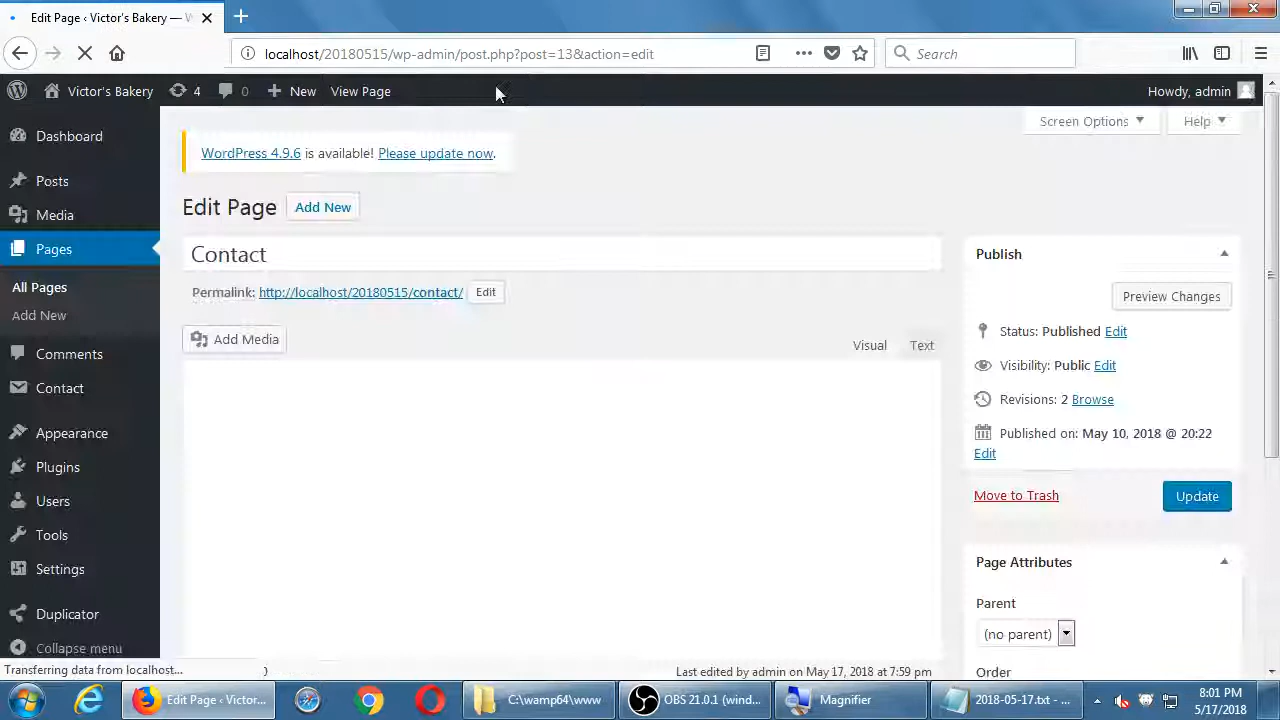 Edit Page ‹ Victor's Bakery —
localhost/20180515/wp-admin/post.php?post=13&action=edit
Search
Victor's Bakery 4 0 New View Page Howdy, admin
Screen Options Help
WordPress 4.9.6 is available! Please update now.
Edit Page Add New
Contact
Permalink: http://localhost/20180515/contact/ Edit
Add Media
Visual Text
Dashboard
Posts
Media
Pages
All Pages
Add New
Comments
Contact
Appearance
Plugins
Users
Tools
Settings
Duplicator
Collapse menu
Publish
Preview Changes
Status: Published Edit
Visibility: Public Edit
Revisions: 2 Browse
Published on: May 10, 2018 @ 20:22
Edit
Move to Trash Update
Page Attributes
Parent
(no parent)
Order
Transferring data from localhost... )
Last edited by admin on May 17, 2018 at 7:59 pm
Edit Page ‹ Victor... C:\wamp64\www OBS 21.0.1 (wind... Magnifier 2018-05-17.txt - ...
8:01 PM
5/17/2018